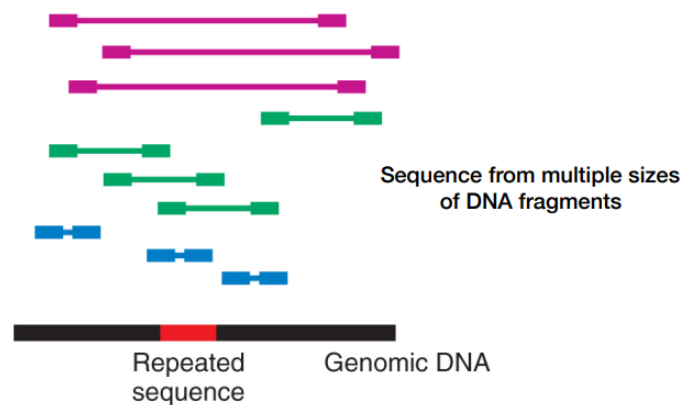 Sequence from multiple sizes
of DNA fragments
Repeated
sequence
Genomic DNA